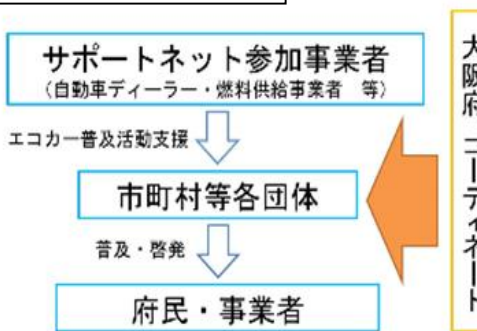 サポートネット参加事業者
(自動車ディーラー・燃料供給事業者 等)
エコカー普及活動支援
市町村等各団体
普及・啓発
府民・事業者
大阪府 コーディネート